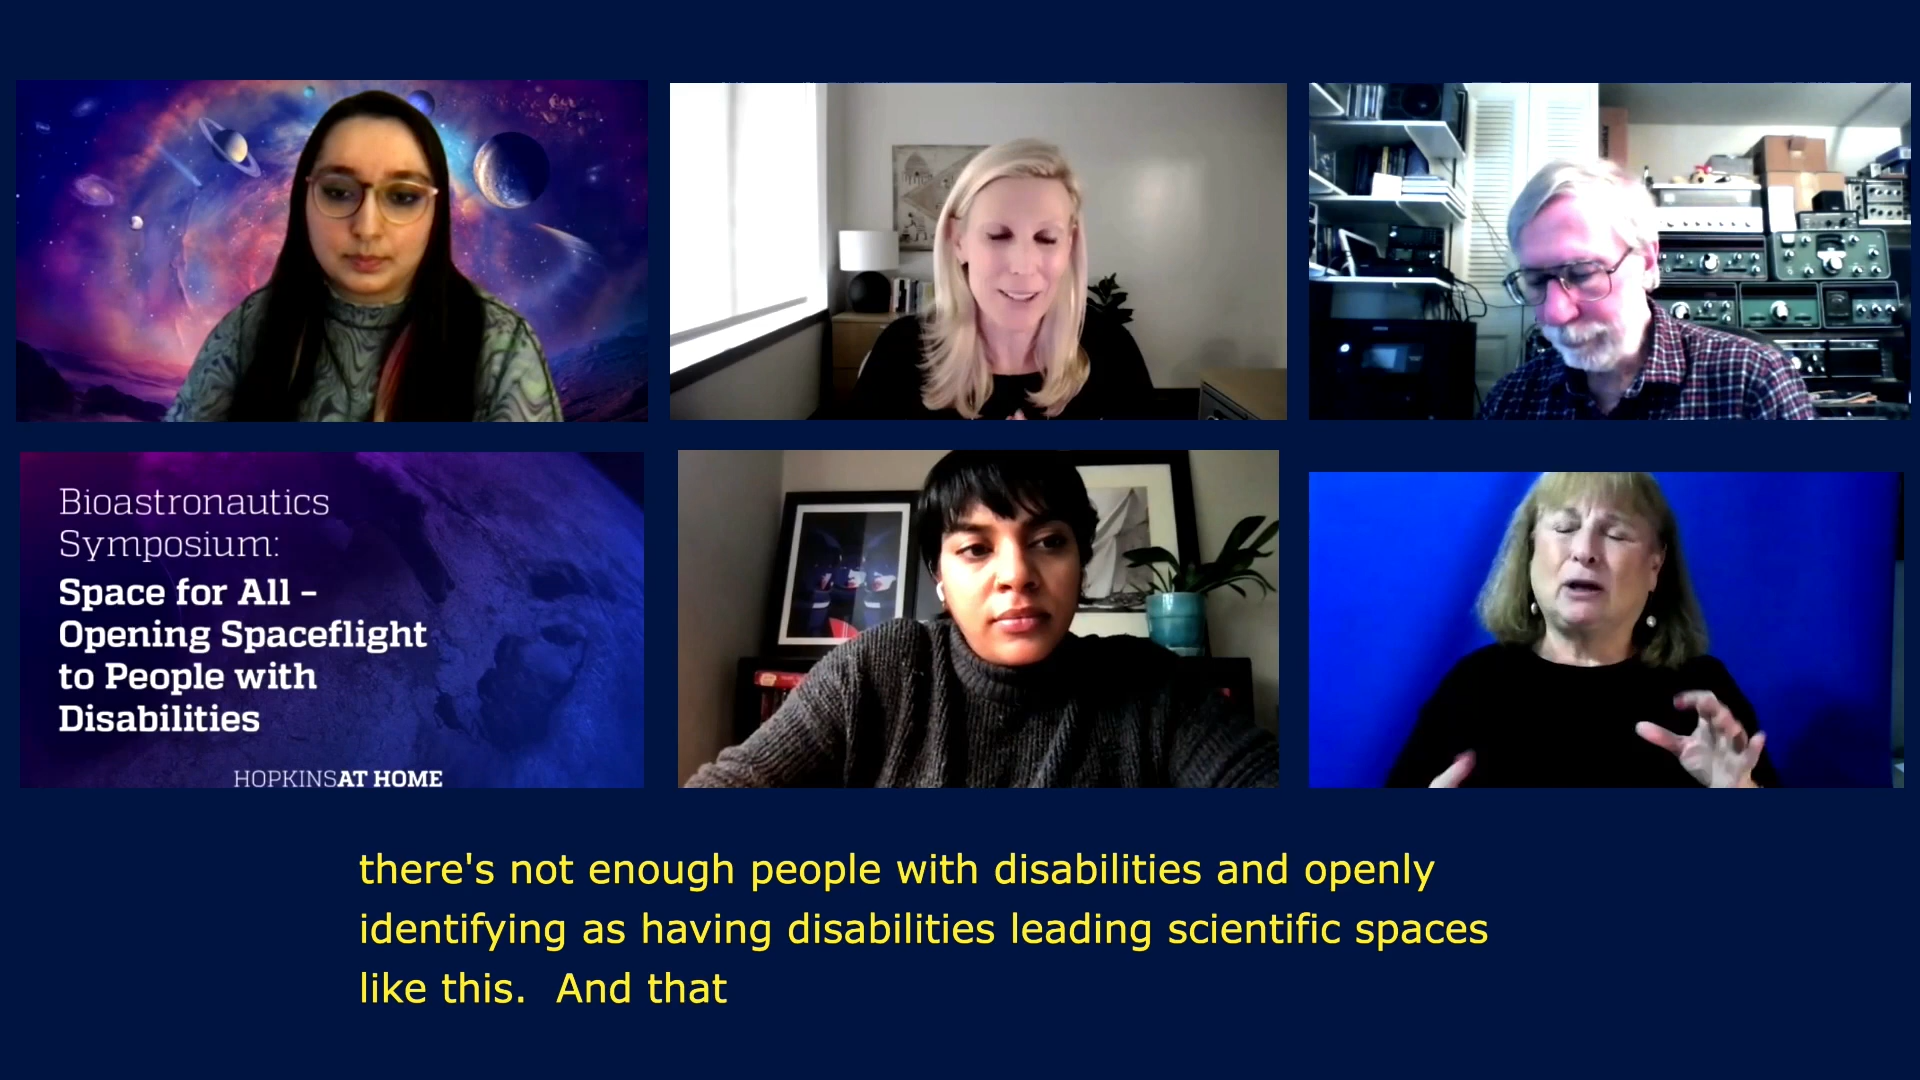 Bioastronautics
Symposium:
Space for All –
Opening Spaceflight
to People with
Disabilities
HOPKINSAT HOME
there's not enough people with disabilities and openly
identifying as having disabilities leading scientific spaces
like this.  And that